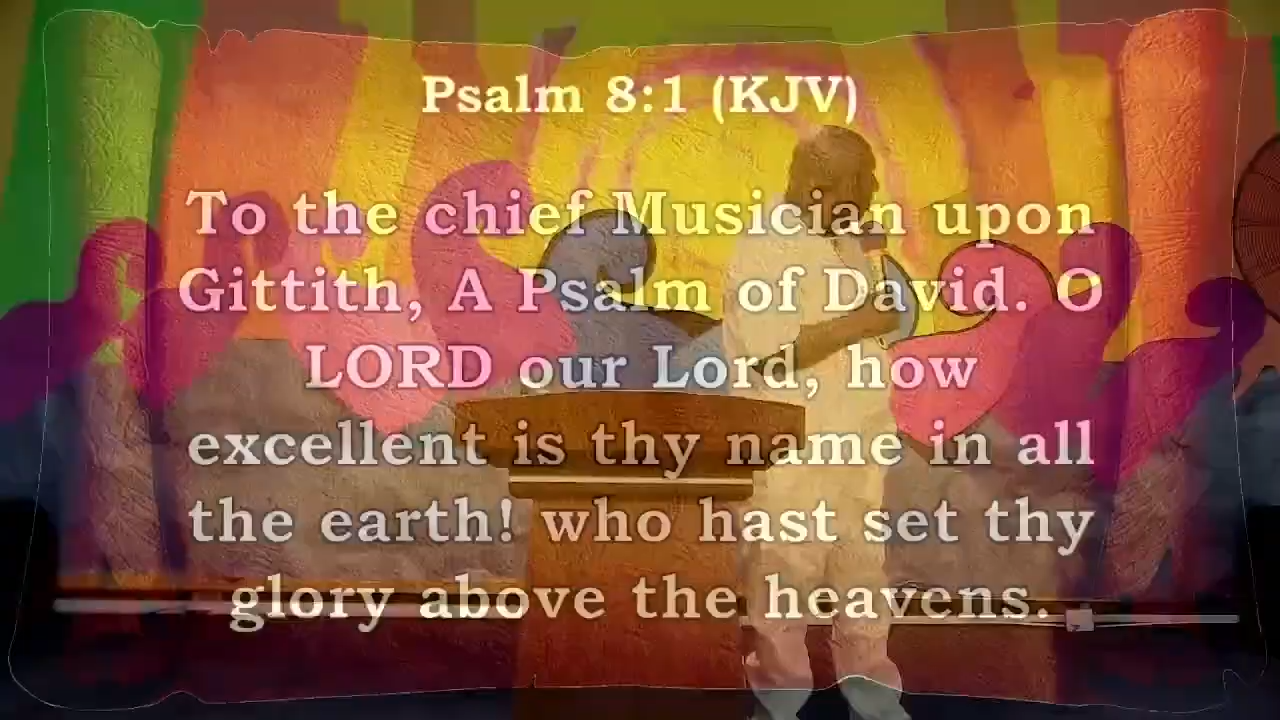 Psalm 8:1 (KJV)
To the chief Musician upon
Gittith, A Psalm of David. O
LORD our Lord, how
excellent is thy name in all
the earth! who hast set thy
glory above the heavens.